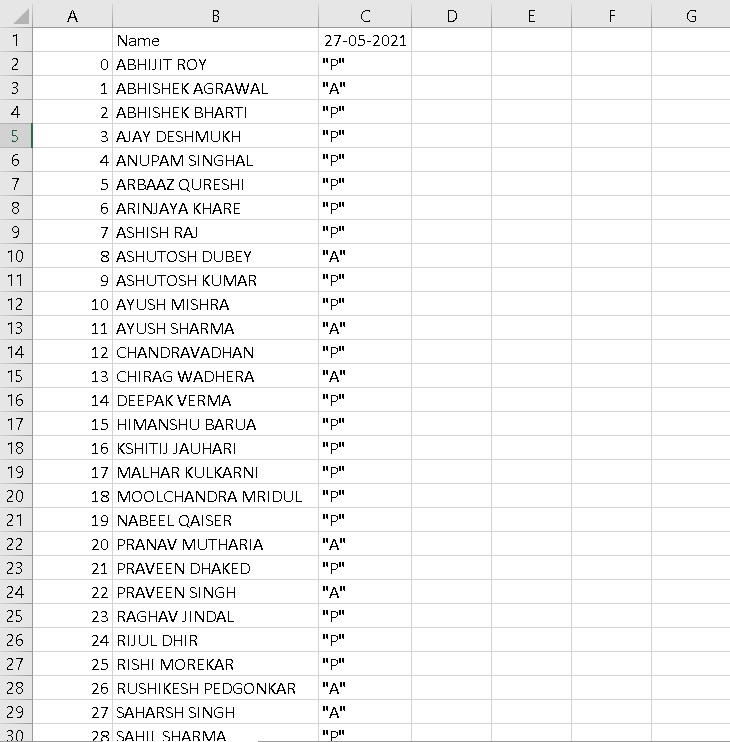 A B C D E F G
1 Name 27-05-2021
2 0 ABHIJIT ROY "P"
3 1 ABHISHEK AGRAWAL "A"
4 2 ABHISHEK BHARTI "P"
5 3 AJAY DESHMUKH "P"
6 4 ANUPAM SINGHAL "P"
7 5 ARBAAZ QURESHI "P"
8 6 ARINJAYA KHARE "P"
9 7 ASHISH RAJ "P"
10 8 ASHUTOSH DUBEY "A"
11 9 ASHUTOSH KUMAR "P"
12 10 AYUSH MISHRA "P"
13 11 AYUSH SHARMA "A"
14 12 CHANDRAVADHAN "P"
15 13 CHIRAG WADHERA "A"
16 14 DEEPAK VERMA "P"
17 15 HIMANSHU BARUA "P"
18 16 KSHITIJ JAUHARI "P"
19 17 MALHAR KULKARNI "P"
20 18 MOOLCHANDRA MRIDUL "P"
21 19 NABEEL QAISER "P"
22 20 PRANAV MUTHARIA "A"
23 21 PRAVEEN DHAKED "P"
24 22 PRAVEEN SINGH "A"
25 23 RAGHAV JINDAL "P"
26 24 RIJUL DHIR "P"
27 25 RISHI MOREKAR "P"
28 26 RUSHIKESH PEDGONKAR "A"
29 27 SAHARSH SINGH "A"
30 28 SAHIL SHARMA "P"